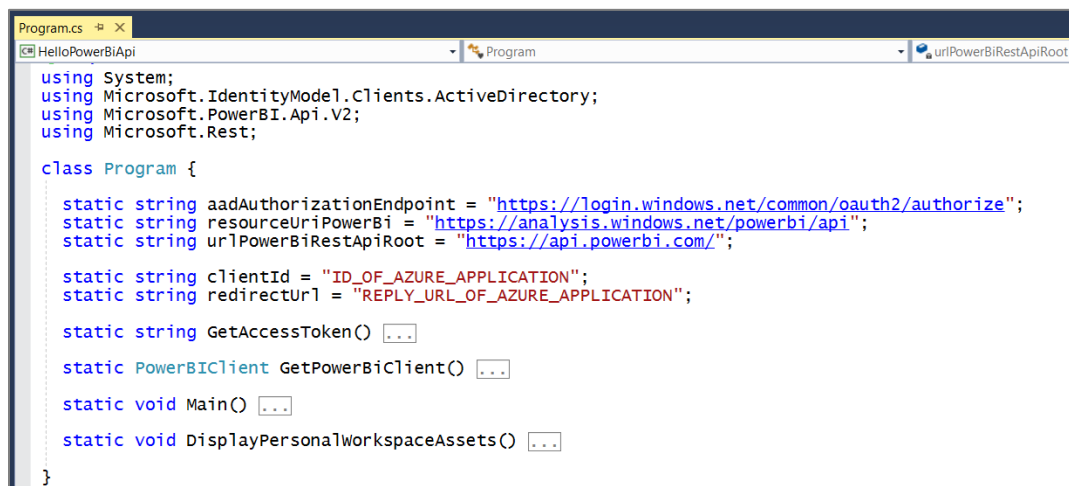 Program.cs
C# HelloPowerBiApi Program urlPowerBiRestApiRoot
using System;
using Microsoft.IdentityModel.Clients.ActiveDirectory;
using Microsoft.PowerBI.Api.V2;
using Microsoft.Rest;
class Program {
static string aadAuthorizationEndpoint = "https://login.windows.net/common/oauth2/authorize";
static string resourceUriPowerBi = "https://analysis.windows.net/powerbi/api";
static string urlPowerBiRestApiRoot = "https://api.powerbi.com/";
static string clientId = "ID_OF_AZURE_APPLICATION";
static string redirectUrl = "REPLY_URL_OF_AZURE_APPLICATION";
static string GetAccessToken() ...
static PowerBIClient GetPowerBiClient() ...
static void Main() ...
static void DisplayPersonalWorkspaceAssets() ...
}